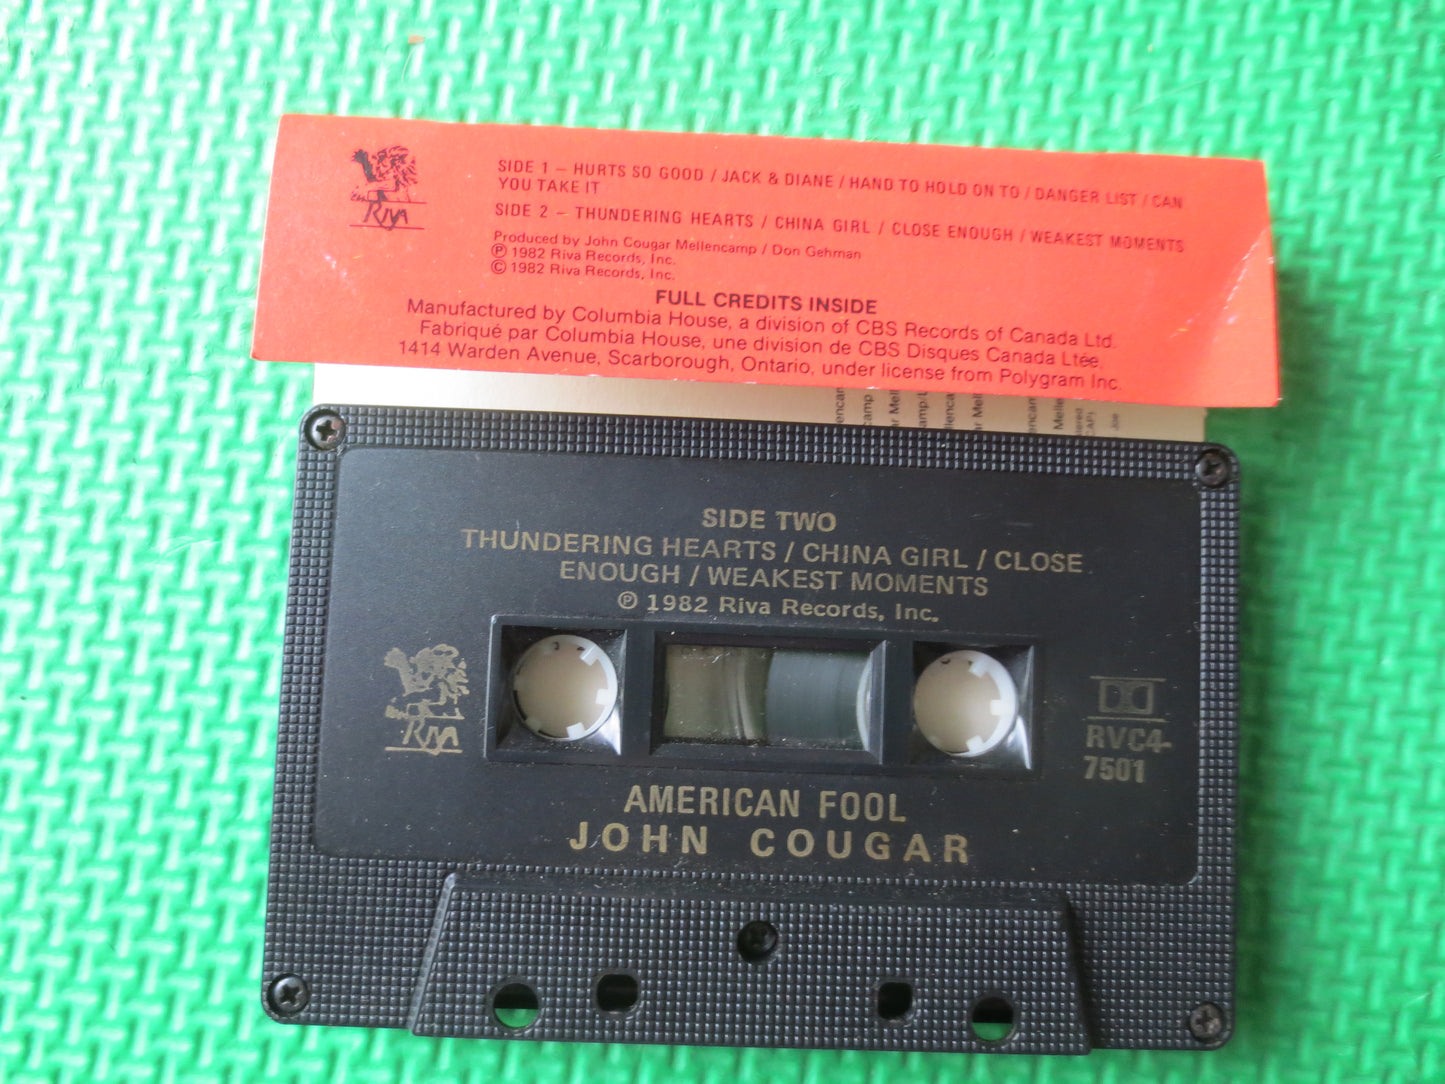 Riva
SIDE 1 – HURTS SO GOOD / JACK & DIANE / HAND TO HOLD ON TO / DANGER LIST / CAN
YOU TAKE IT
SIDE 2 – THUNDERING HEARTS / CHINA GIRL / CLOSE ENOUGH / WEAKEST MOMENTS
Produced by John Cougar Mellencamp / Don Gehman
Ⓟ 1982 Riva Records, Inc.
© 1982 Riva Records, Inc.
FULL CREDITS INSIDE
Manufactured by Columbia House, a division of CBS Records of Canada Ltd.
Fabriqué par Columbia House, une division de CBS Disques Canada Ltée.
1414 Warden Avenue, Scarborough, Ontario, under license from Polygram Inc.
Joe
SIDE TWO
THUNDERING HEARTS / CHINA GIRL / CLOSE
ENOUGH / WEAKEST MOMENTS
Ⓟ 1982 Riva Records, Inc.
Riva
RVC4-
7501
AMERICAN FOOL
JOHN COUGAR